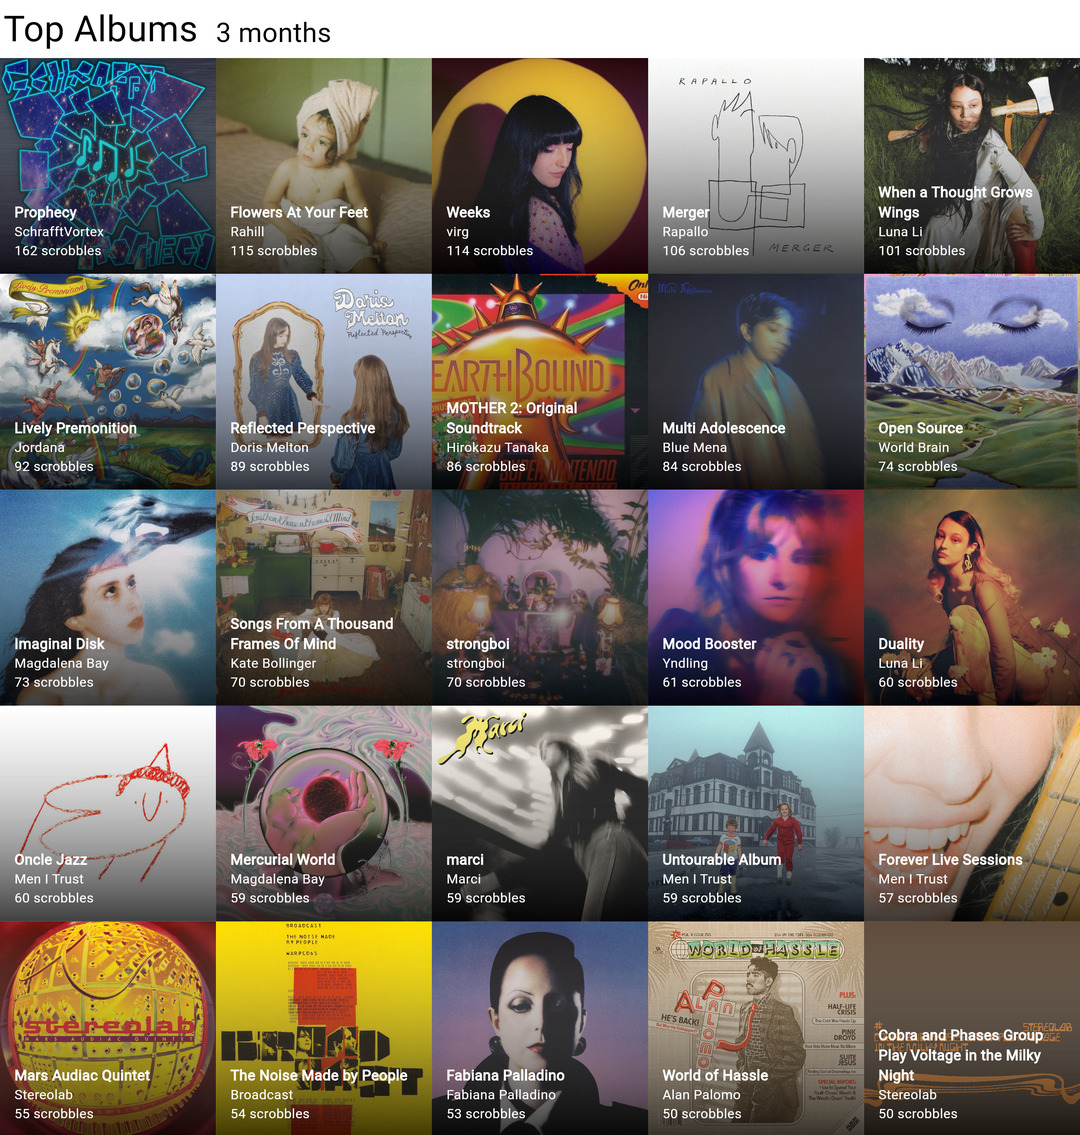 Top Albums 3 months
Prophecy
SchrafftVortex
162 scrobbles
Flowers At Your Feet
Rahill
115 scrobbles
Weeks
virg
114 scrobbles
RAPALLO
MERGER
Merger
Rapallo
106 scrobbles
When a Thought Grows
Wings
Luna Li
101 scrobbles
Lively Premonition
Lively Premonition
Jordana
92 scrobbles
Doris
Melton
Reflected Perspective
Reflected Perspective
Doris Melton
89 scrobbles
EARTHBOUND
MOTHER 2: Original
Soundtrack
Hirokazu Tanaka
86 scrobbles
SUPER NINTENDO
Multi Adolescence
Blue Mena
84 scrobbles
Open Source
World Brain
74 scrobbles
Imaginal Disk
Magdalena Bay
73 scrobbles
Songs From A Thousand Frames Of Mind
Songs From A Thousand
Frames Of Mind
Kate Bollinger
70 scrobbles
strongboi
strongboi
70 scrobbles
Mood Booster
Yndling
61 scrobbles
Duality
Luna Li
60 scrobbles
Oncle Jazz
Men I Trust
60 scrobbles
Mercurial World
Magdalena Bay
59 scrobbles
Marci
marci
Marci
59 scrobbles
Untourable Album
Men I Trust
59 scrobbles
Forever Live Sessions
Men I Trust
57 scrobbles
stereolab
MARS AUDIAC QUINTET
Mars Audiac Quintet
Stereolab
55 scrobbles
BROADCAST
THE NOISE MADE
BY PEOPLE
WARPCD65
The Noise Made by People
Broadcast
54 scrobbles
Fabiana Palladino
Fabiana Palladino
53 scrobbles
WORLD OF HASSLE
Alan
Palomo
HE'S BACK!
PLUS:
HALF-LIFE
CRISIS
PINK
DROYD
SUITE
JESUS
SPECIAL REPORT:
World of Hassle
Alan Palomo
50 scrobbles
STEREOLAB
Cobra and Phases Group
Play Voltage in the Milky
Night
Stereolab
50 scrobbles